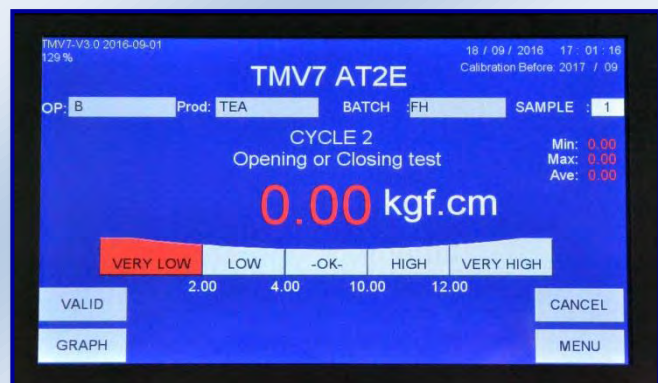 TMV7-V3.0 2016-09-01 18 / 09 / 2016 17 : 01 : 16
129 % Calibration Before: 2017 / 09
TMV7 AT2E
OP: B Prod: TEA BATCH :FH SAMPLE : 1
CYCLE 2
Opening or Closing test
Min: 0.00
Max: 0.00
Ave: 0.00
0.00 kgf.cm
VERY LOW LOW -OK- HIGH VERY HIGH
2.00 4.00 10.00 12.00
VALID CANCEL
GRAPH MENU